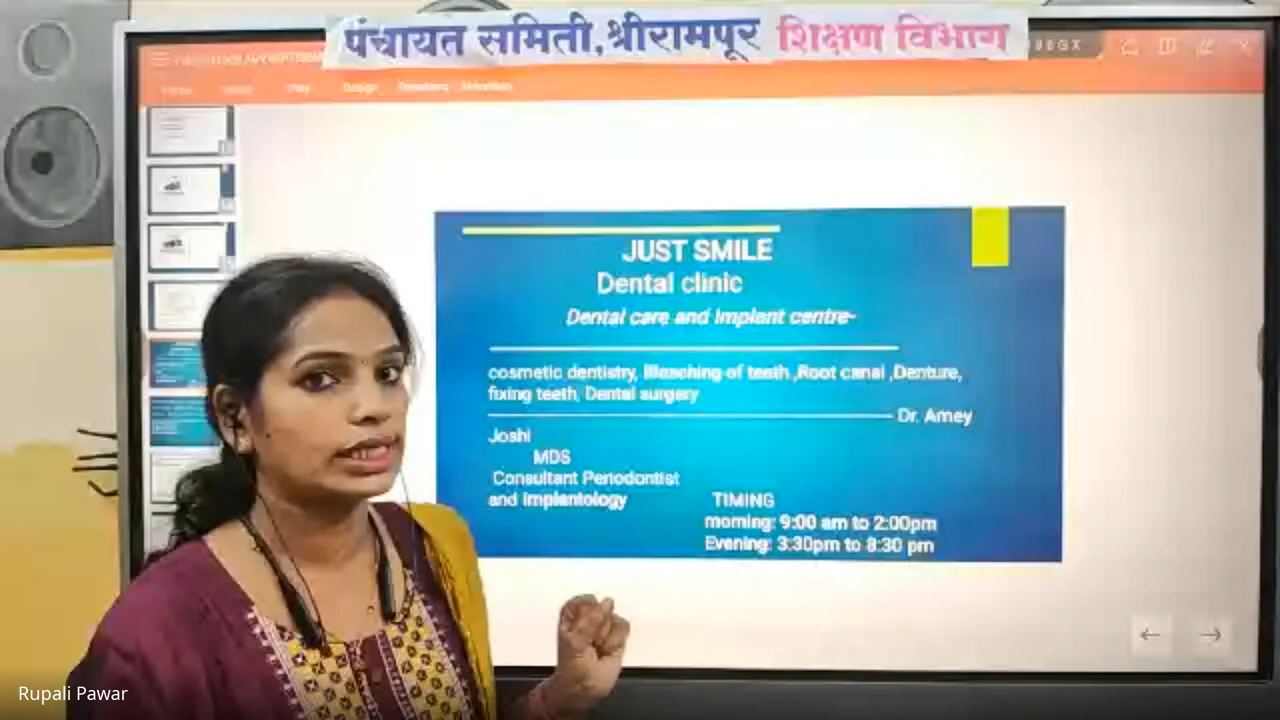 पंचायत समिती,श्रीरामपूर शिक्षण विभाग
Design
JUST SMILE
Dental clinic
Dental care and Implant centre-
cosmetic dentistry, Bleaching of teeth ,Root canal ,Denture,
fixing teeth, Dental surgery
Dr. Amey
Joshi
MDS
Consultant Periodontist
and Implantology
TIMING
morning: 9:00 am to 2:00pm
Evening: 3:30pm to 8:30 pm
Rupali Pawar